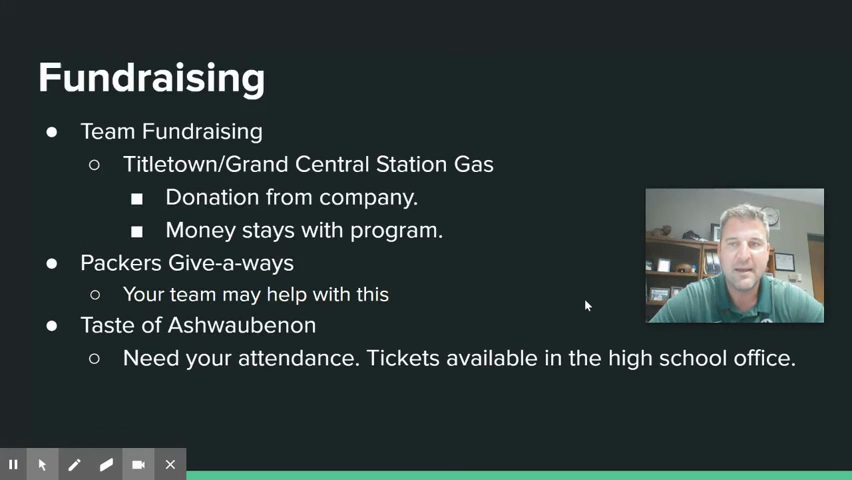 Fundraising
● Team Fundraising
○ Titletown/Grand Central Station Gas
■ Donation from company.
■ Money stays with program.
● Packers Give-a-ways
○ Your team may help with this
● Taste of Ashwaubenon
○ Need your attendance. Tickets available in the high school office.